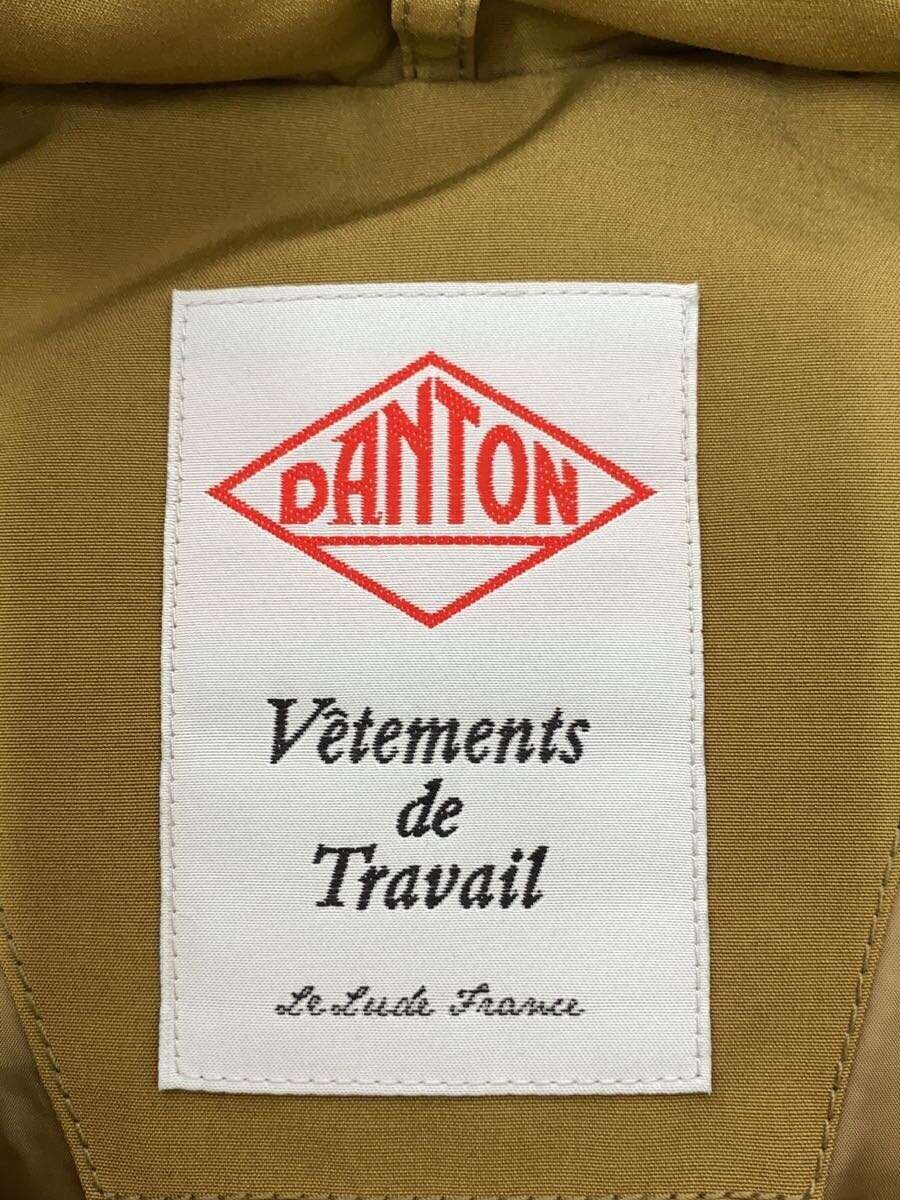 DANTON
Vêtements
de
Travail
Le Lude France